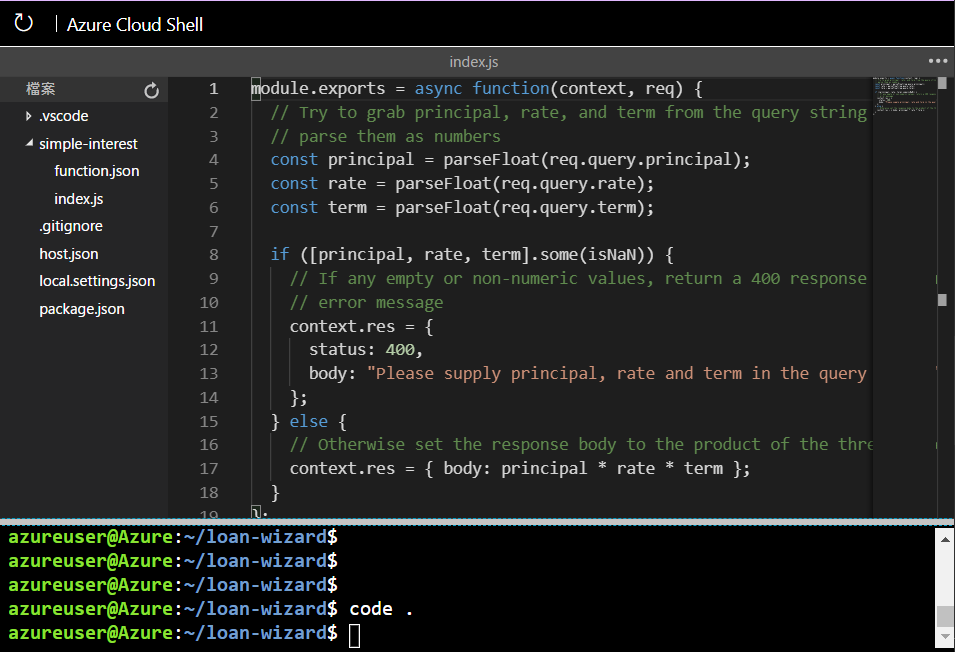 Azure Cloud Shell
index.js
檔案
.vscode
simple-interest
function.json
index.js
.gitignore
host.json
local.settings.json
package.json
1 module.exports = async function(context, req) {
2 // Try to grab principal, rate, and term from the query string
3 // parse them as numbers
4 const principal = parseFloat(req.query.principal);
5 const rate = parseFloat(req.query.rate);
6 const term = parseFloat(req.query.term);
7
8 if ([principal, rate, term].some(isNaN)) {
9 // If any empty or non-numeric values, return a 400 response
10 // error message
11 context.res = {
12 status: 400,
13 body: "Please supply principal, rate and term in the query
14 };
15 } else {
16 // Otherwise set the response body to the product of the thre
17 context.res = { body: principal * rate * term };
18 }
19 };
azureuser@Azure:~/loan-wizard$
azureuser@Azure:~/loan-wizard$
azureuser@Azure:~/loan-wizard$
azureuser@Azure:~/loan-wizard$ code .
azureuser@Azure:~/loan-wizard$